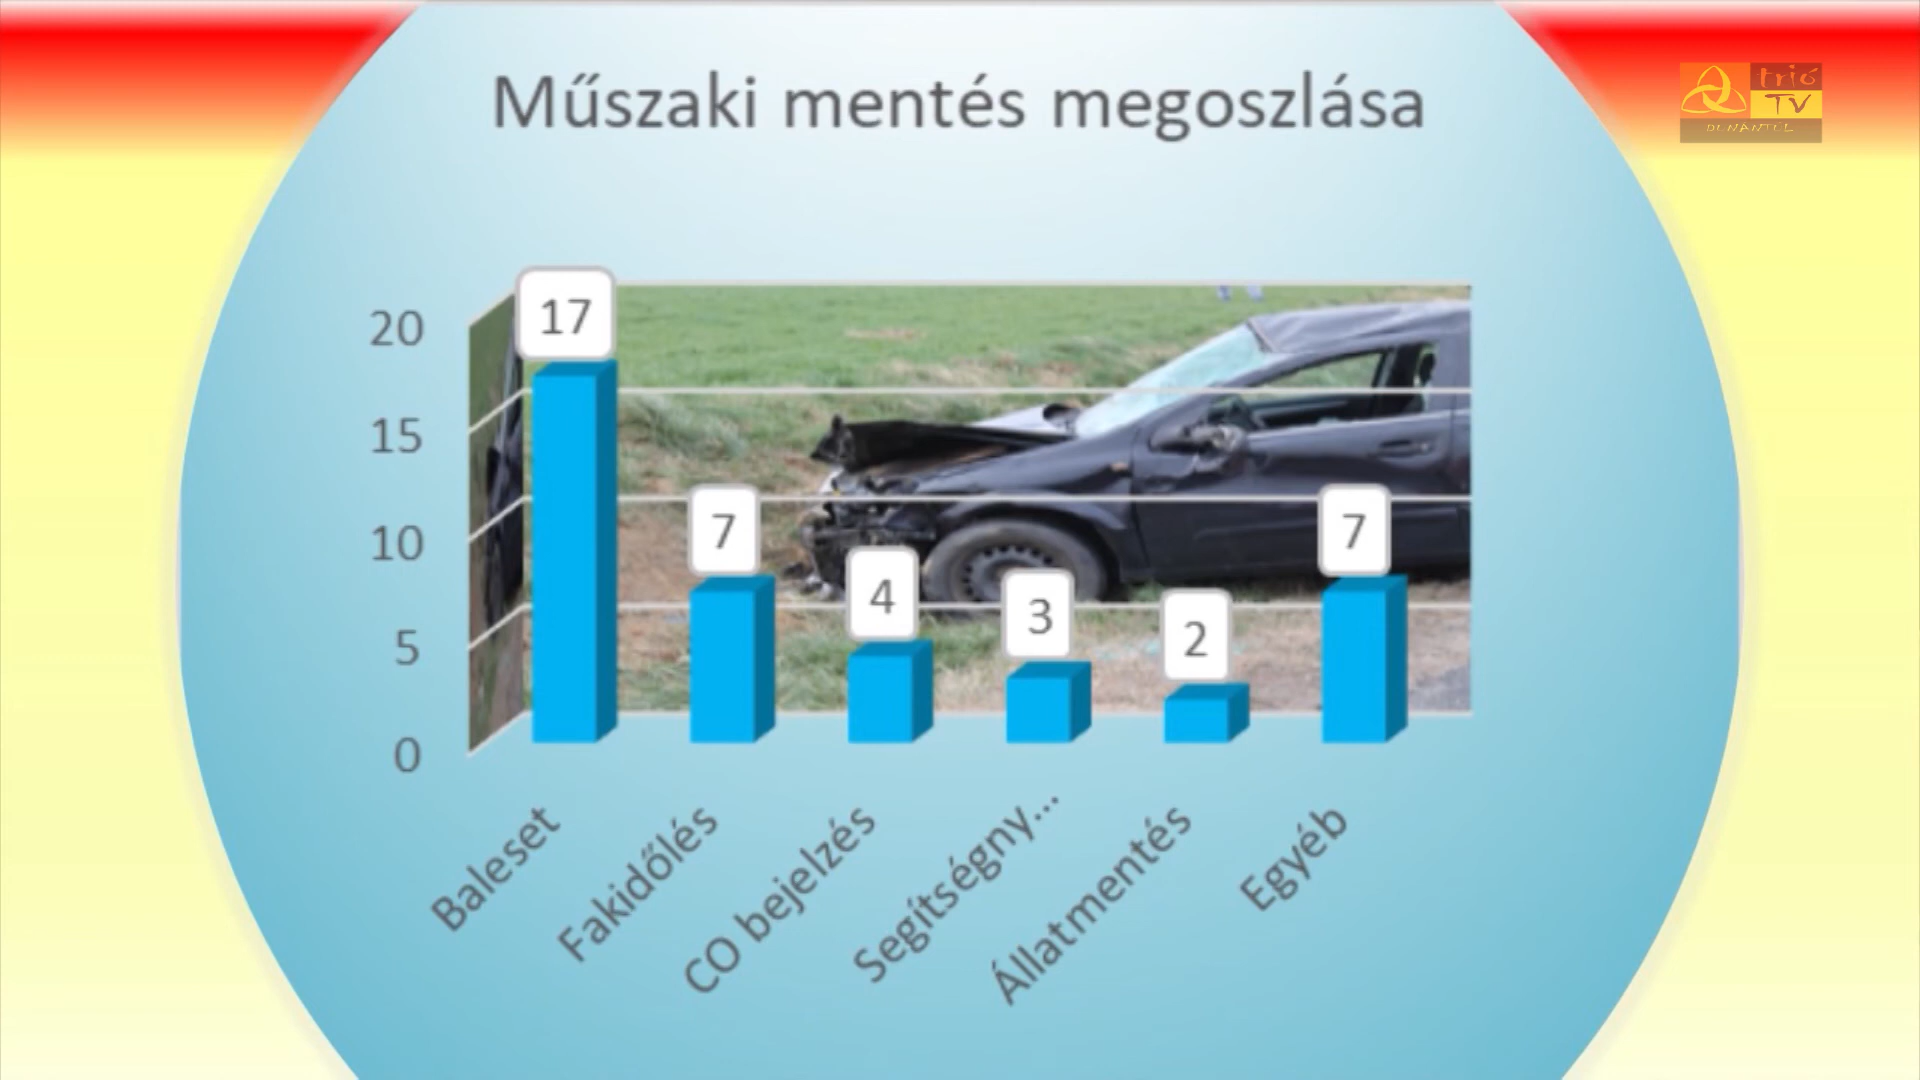 Műszaki mentés megoszlása
trió
TV
DUNÁNTÚL
20
15
10
5
0
17
7
4
3
2
7
Baleset
Fakidőlés
CO bejelzés
Segítségny...
Állatmentés
Egyéb